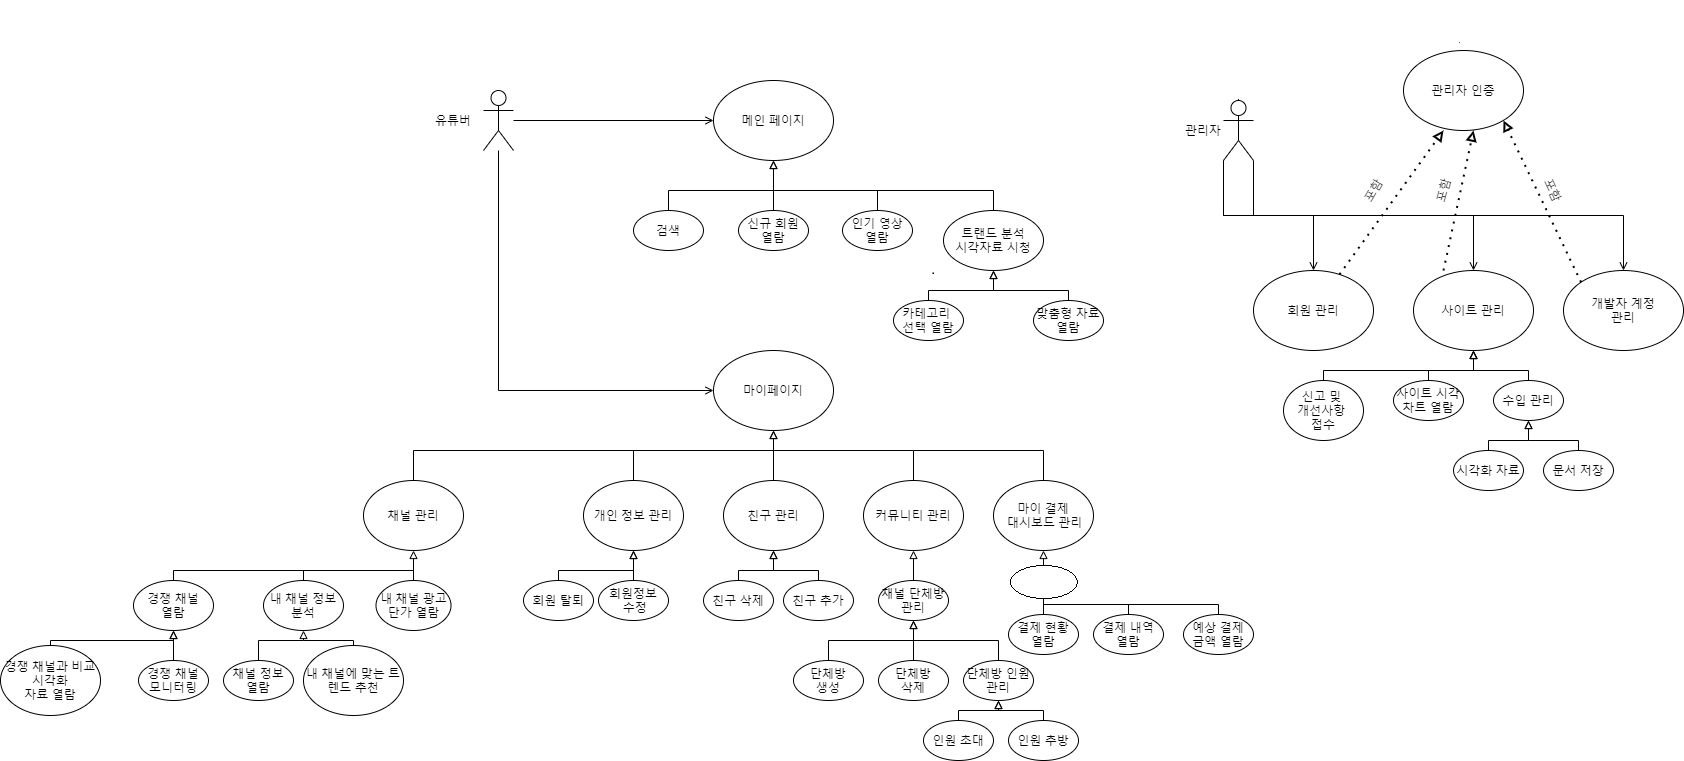 유튜버
메인 페이지
검색
신규 회원
열람
인기 영상
열람
트랜드 분석
시각자료 시청
카테고리
선택 열람
맞춤형 자료
열람
마이페이지
채널 관리
개인 정보 관리
친구 관리
커뮤니티 관리
마이 결제
대시보드 관리
경쟁 채널
열람
내 채널 정보
분석
내 채널 광고
단가 열람
회원 탈퇴
회원정보
수정
친구 삭제
친구 추가
채널 단체방
관리
결제 현황
열람
결제 내역
열람
예상 결제
금액 열람
경쟁 채널과 비교
시각화
자료 열람
경쟁 채널
모니터링
채널 정보
열람
내 채널에 맞는 트
렌드 추천
단체방
생성
단체방
삭제
단체방 인원
관리
인원 초대
인원 추방
관리자
관리자 인증
포함
포함
포함
회원 관리
사이트 관리
개발자 계정
관리
신고 및
개선사항
접수
사이트 시각
차트 열람
수입 관리
시각화 자료
문서 저장